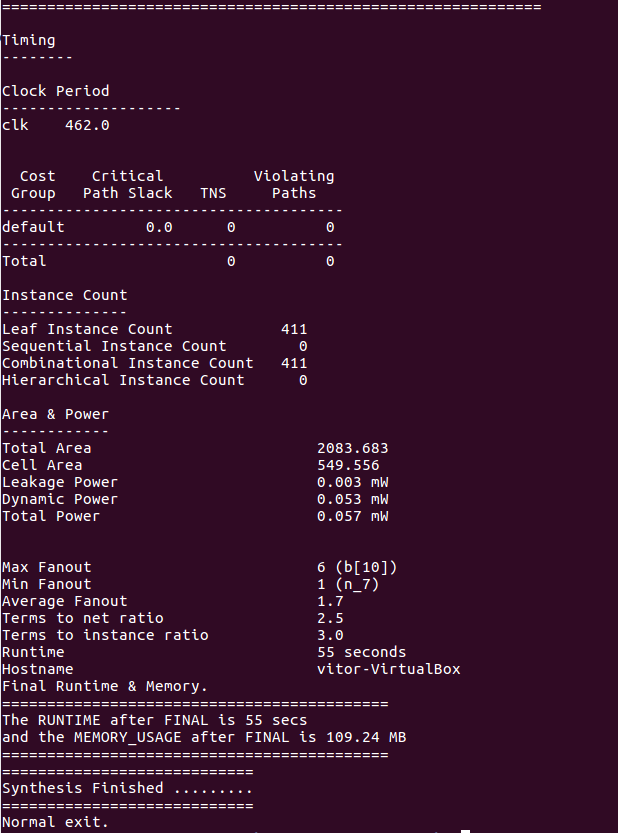 ============================================================
Timing
--------
Clock Period
--------------------
clk    462.0
  Cost    Critical          Violating
 Group   Path Slack   TNS     Paths
--------------------------------------
default         0.0      0          0
--------------------------------------
Total                    0          0
Instance Count
--------------
Leaf Instance Count            411
Sequential Instance Count        0
Combinational Instance Count   411
Hierarchical Instance Count      0
Area & Power
------------
Total Area                         2083.683
Cell Area                          549.556
Leakage Power                      0.003 mW
Dynamic Power                      0.053 mW
Total Power                        0.057 mW
Max Fanout                         6 (b[10])
Min Fanout                         1 (n_7)
Average Fanout                     1.7
Terms to net ratio                 2.5
Terms to instance ratio            3.0
Runtime                            55 seconds
Hostname                           vitor-VirtualBox
Final Runtime & Memory.
===========================================
The RUNTIME after FINAL is 55 secs
and the MEMORY_USAGE after FINAL is 109.24 MB
===========================================
============================
Synthesis Finished .........
============================
Normal exit.